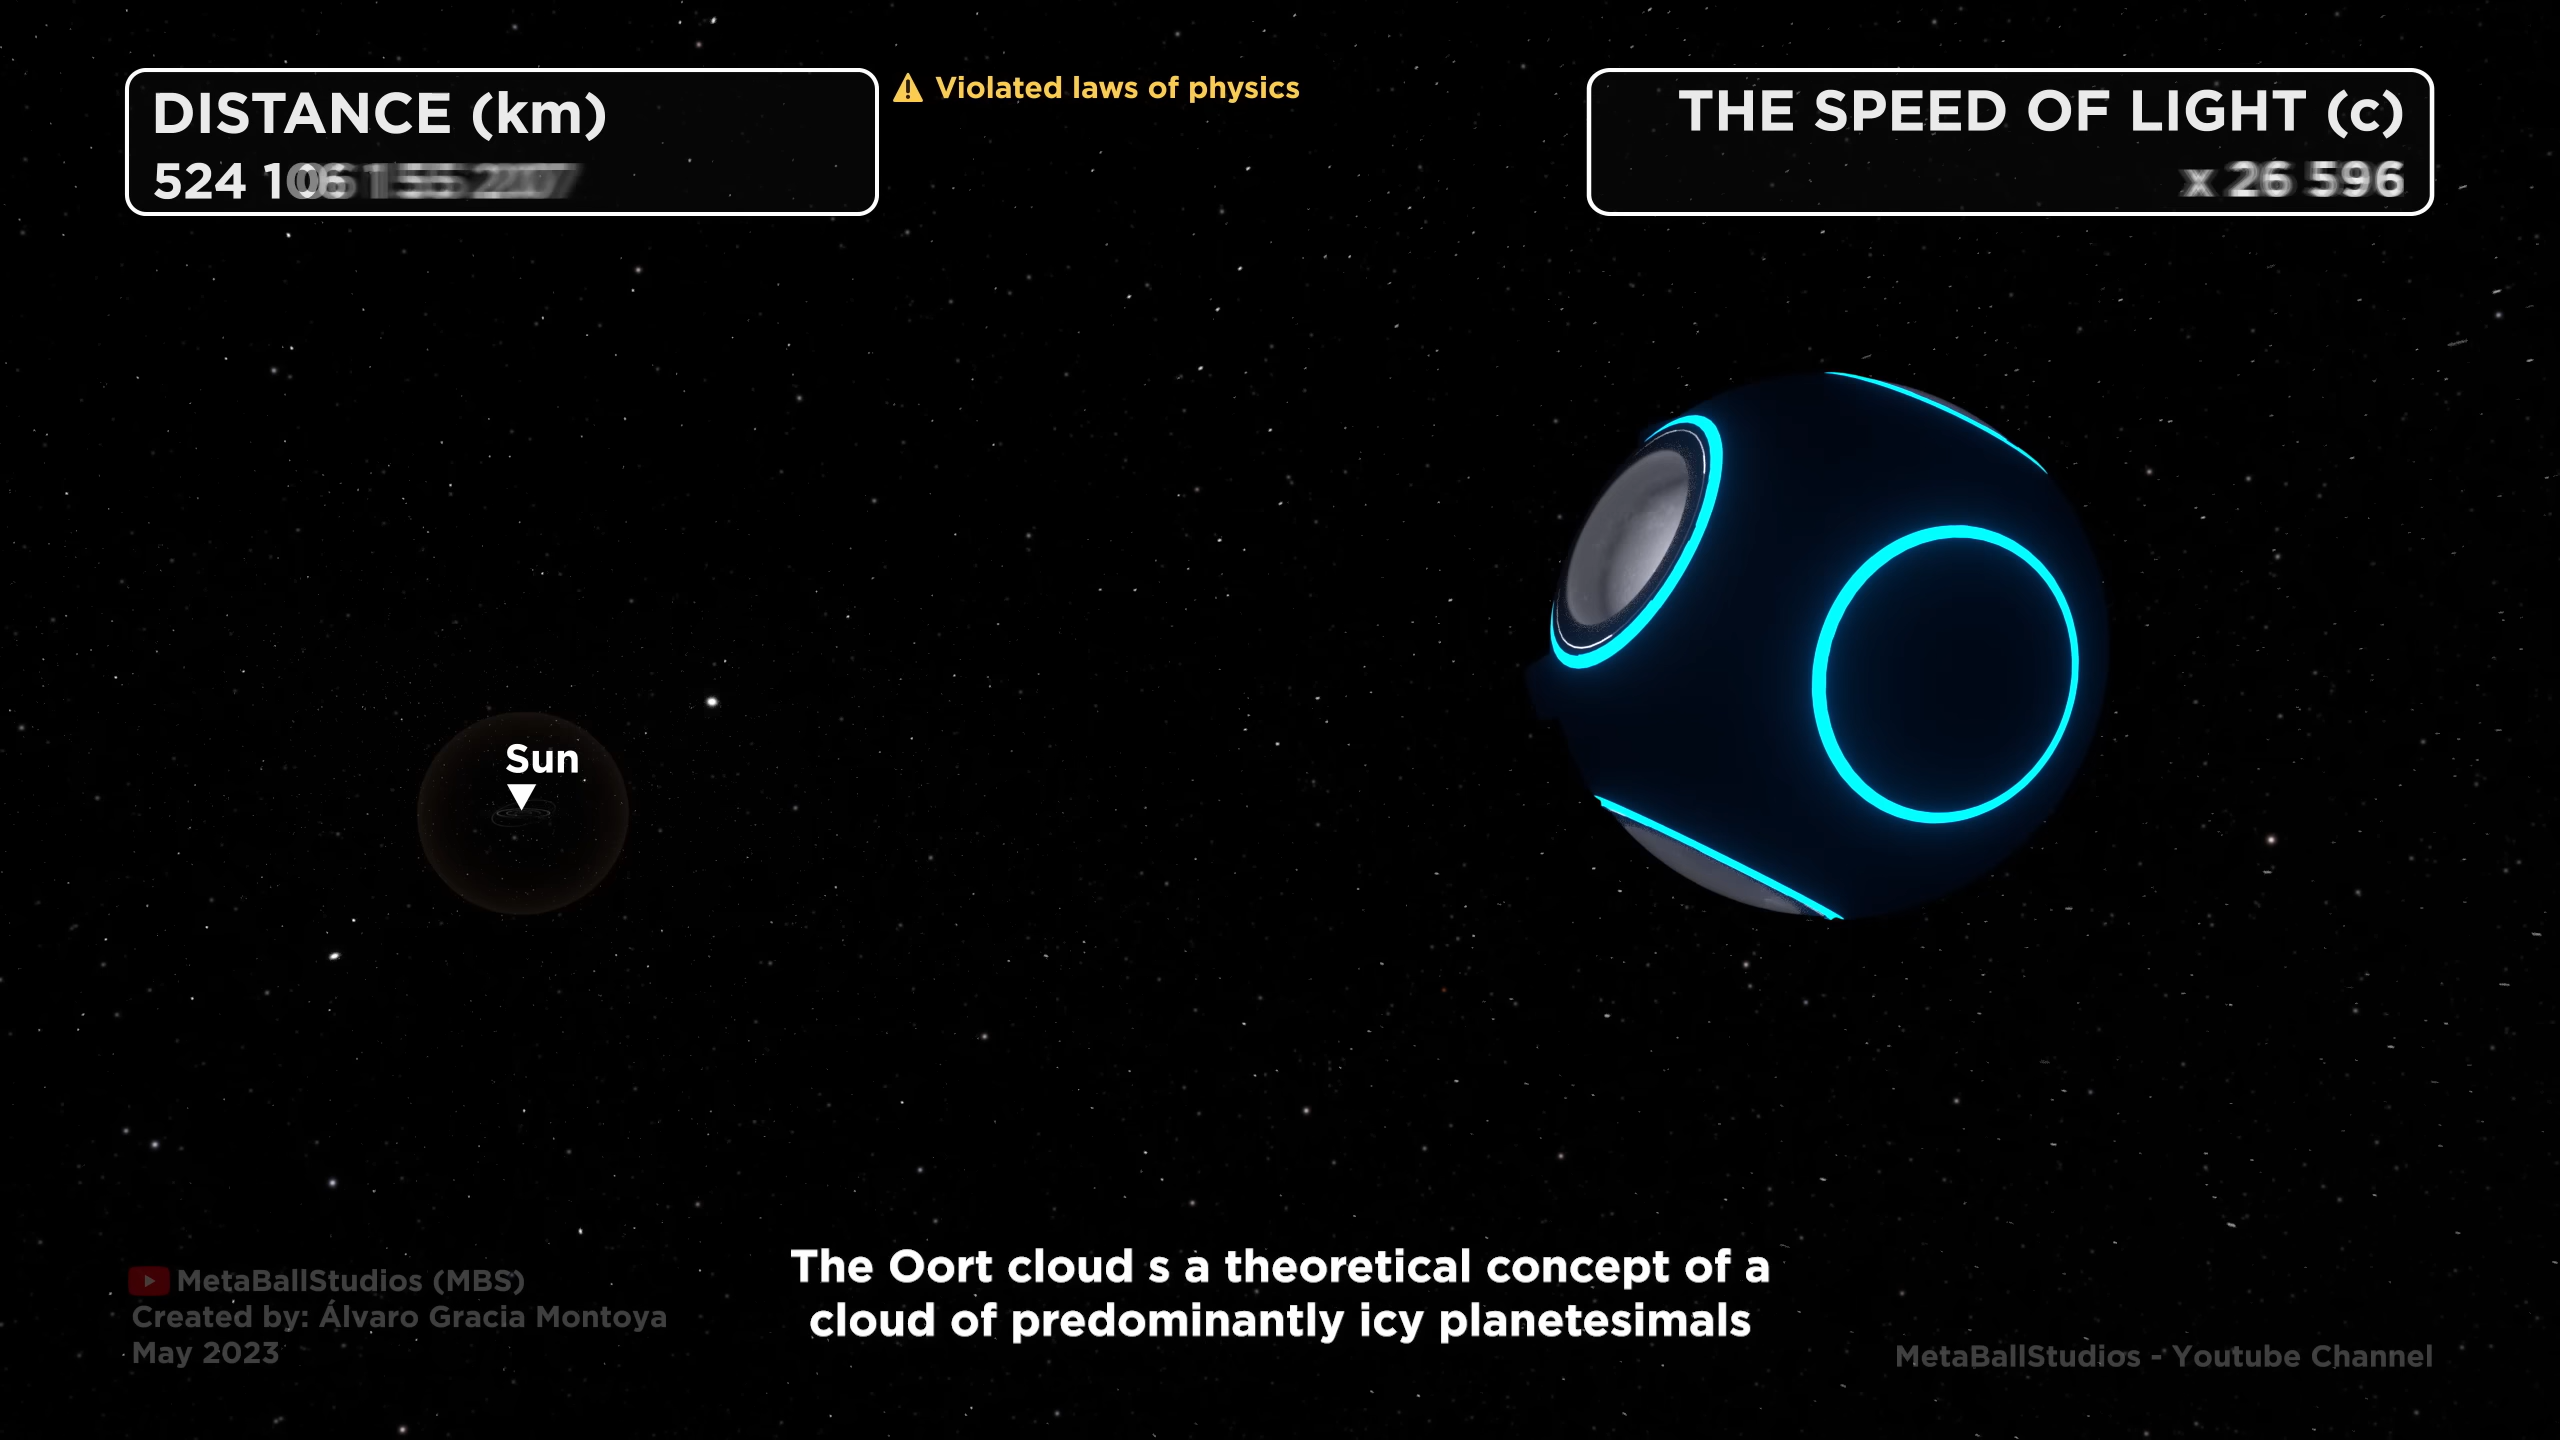 DISTANCE (km)
524
Violated laws of physics
THE SPEED OF LIGHT (c)
x 26 596
Sun
The Oort cloud s a theoretical concept of a
cloud of predominantly icy planetesimals
MetaBallStudios (MBS)
Created by: Álvaro Gracia Montoya
May 2023
MetaBallStudios - Youtube Channel